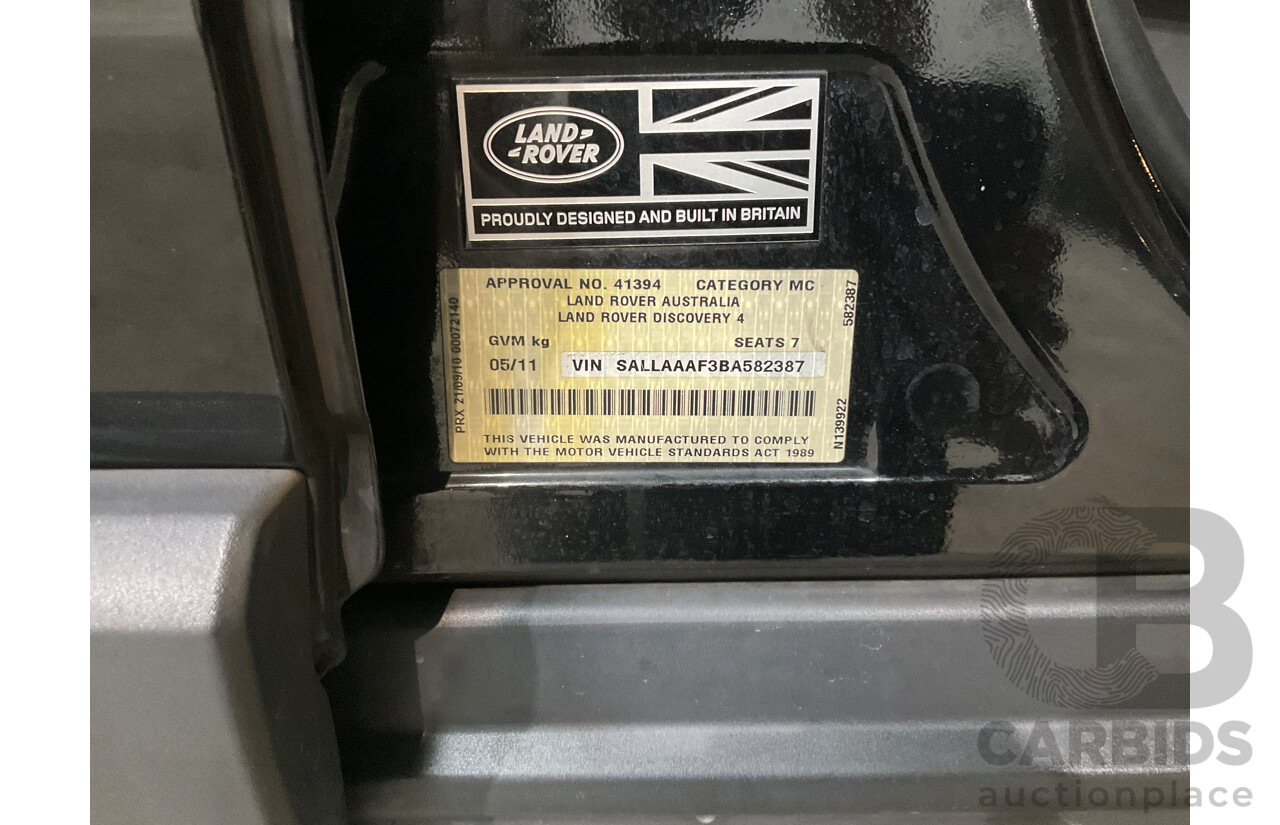 LAND
ROVER
PROUDLY DESIGNED AND BUILT IN BRITAIN
APPROVAL NO. 41394 CATEGORY MC
LAND ROVER AUSTRALIA
LAND ROVER DISCOVERY 4
GVM kg SEATS 7
05/11 VIN SALLAAAF3BA582387
THIS VEHICLE WAS MANUFACTURED TO COMPLY
WITH THE MOTOR VEHICLE STANDARDS ACT 1989
PRX 21/09/10 00072140
582387
N139922
CB
CARBIDS
auctionplace